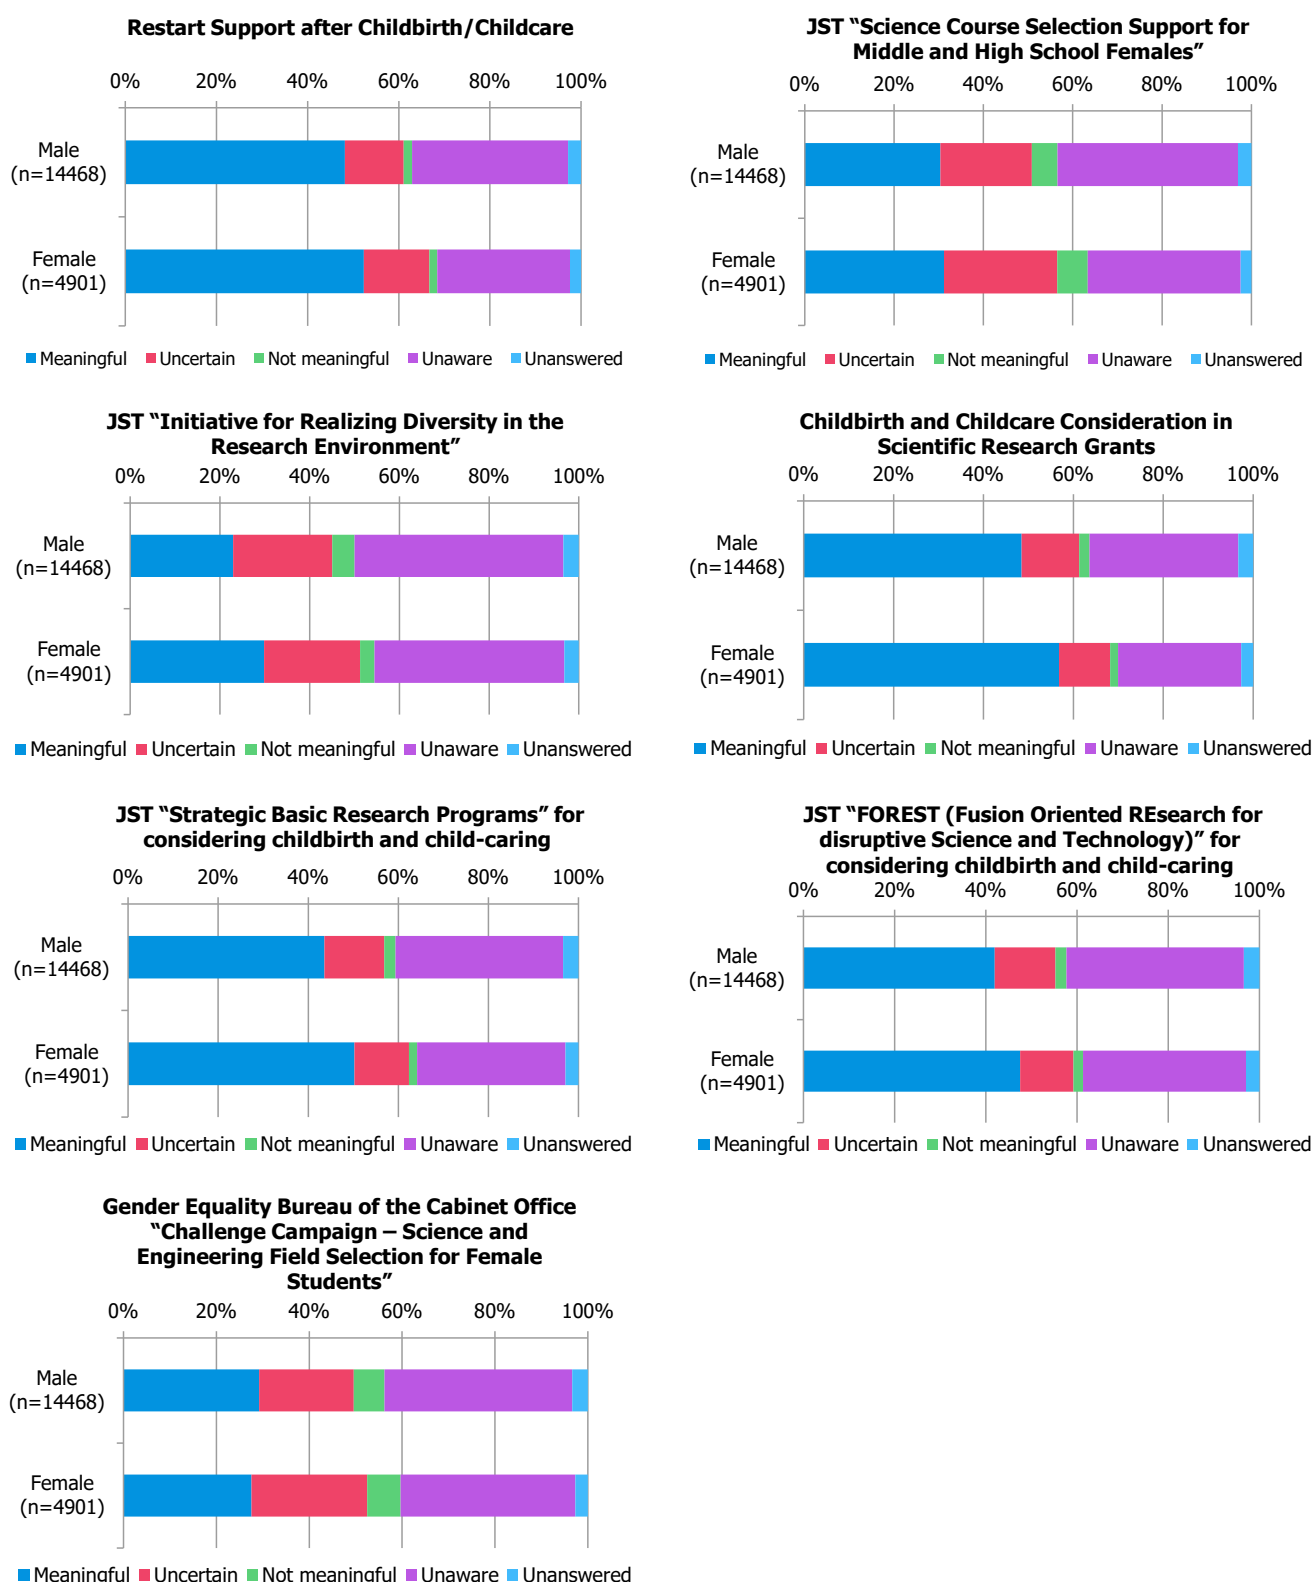 Restart Support after Childbirth/Childcare
0% 20% 40% 60% 80% 100%
Male
(n=14468)
Female
(n=4901)
Meaningful Uncertain Not meaningful Unaware Unanswered
JST “Science Course Selection Support for
Middle and High School Females”
0% 20% 40% 60% 80% 100%
Male
(n=14468)
Female
(n=4901)
Meaningful Uncertain Not meaningful Unaware Unanswered
JST “Initiative for Realizing Diversity in the
Research Environment”
0% 20% 40% 60% 80% 100%
Male
(n=14468)
Female
(n=4901)
Meaningful Uncertain Not meaningful Unaware Unanswered
Childbirth and Childcare Consideration in
Scientific Research Grants
0% 20% 40% 60% 80% 100%
Male
(n=14468)
Female
(n=4901)
Meaningful Uncertain Not meaningful Unaware Unanswered
JST “Strategic Basic Research Programs” for
considering childbirth and child-caring
0% 20% 40% 60% 80% 100%
Male
(n=14468)
Female
(n=4901)
Meaningful Uncertain Not meaningful Unaware Unanswered
JST “FOREST (Fusion Oriented REsearch for
disruptive Science and Technology)” for
considering childbirth and child-caring
0% 20% 40% 60% 80% 100%
Male
(n=14468)
Female
(n=4901)
Meaningful Uncertain Not meaningful Unaware Unanswered
Gender Equality Bureau of the Cabinet Office
“Challenge Campaign – Science and
Engineering Field Selection for Female
Students”
0% 20% 40% 60% 80% 100%
Male
(n=14468)
Female
(n=4901)
Meaningful Uncertain Not meaningful Unaware Unanswered